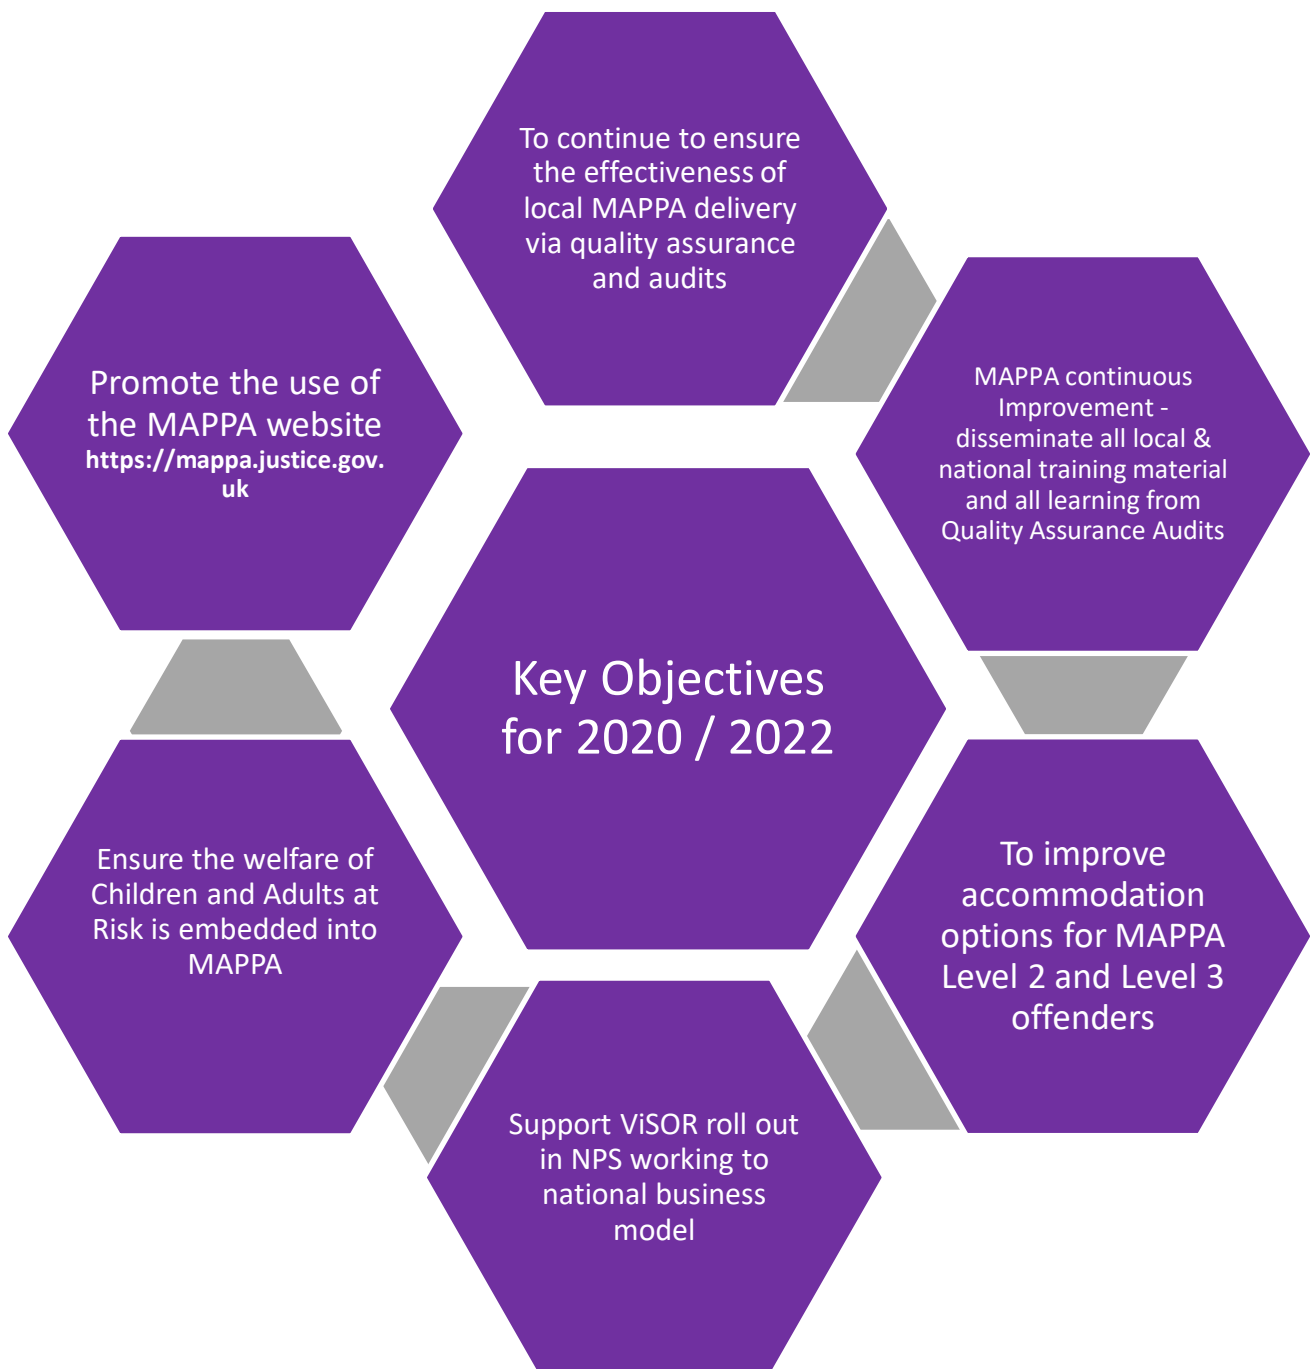 To continue to ensure
the effectiveness of
local MAPPA delivery
via quality assurance
and audits
MAPPA continuous
Improvement -
disseminate all local &
national training material
and all learning from
Quality Assurance Audits
To improve
accommodation
options for MAPPA
Level 2 and Level 3
offenders
Support ViSOR roll out
in NPS working to
national business
model
Ensure the welfare of
Children and Adults at
Risk is embedded into
MAPPA
Promote the use of
the MAPPA website
https://mappa.justice.gov.
uk
Key Objectives
for 2020 / 2022